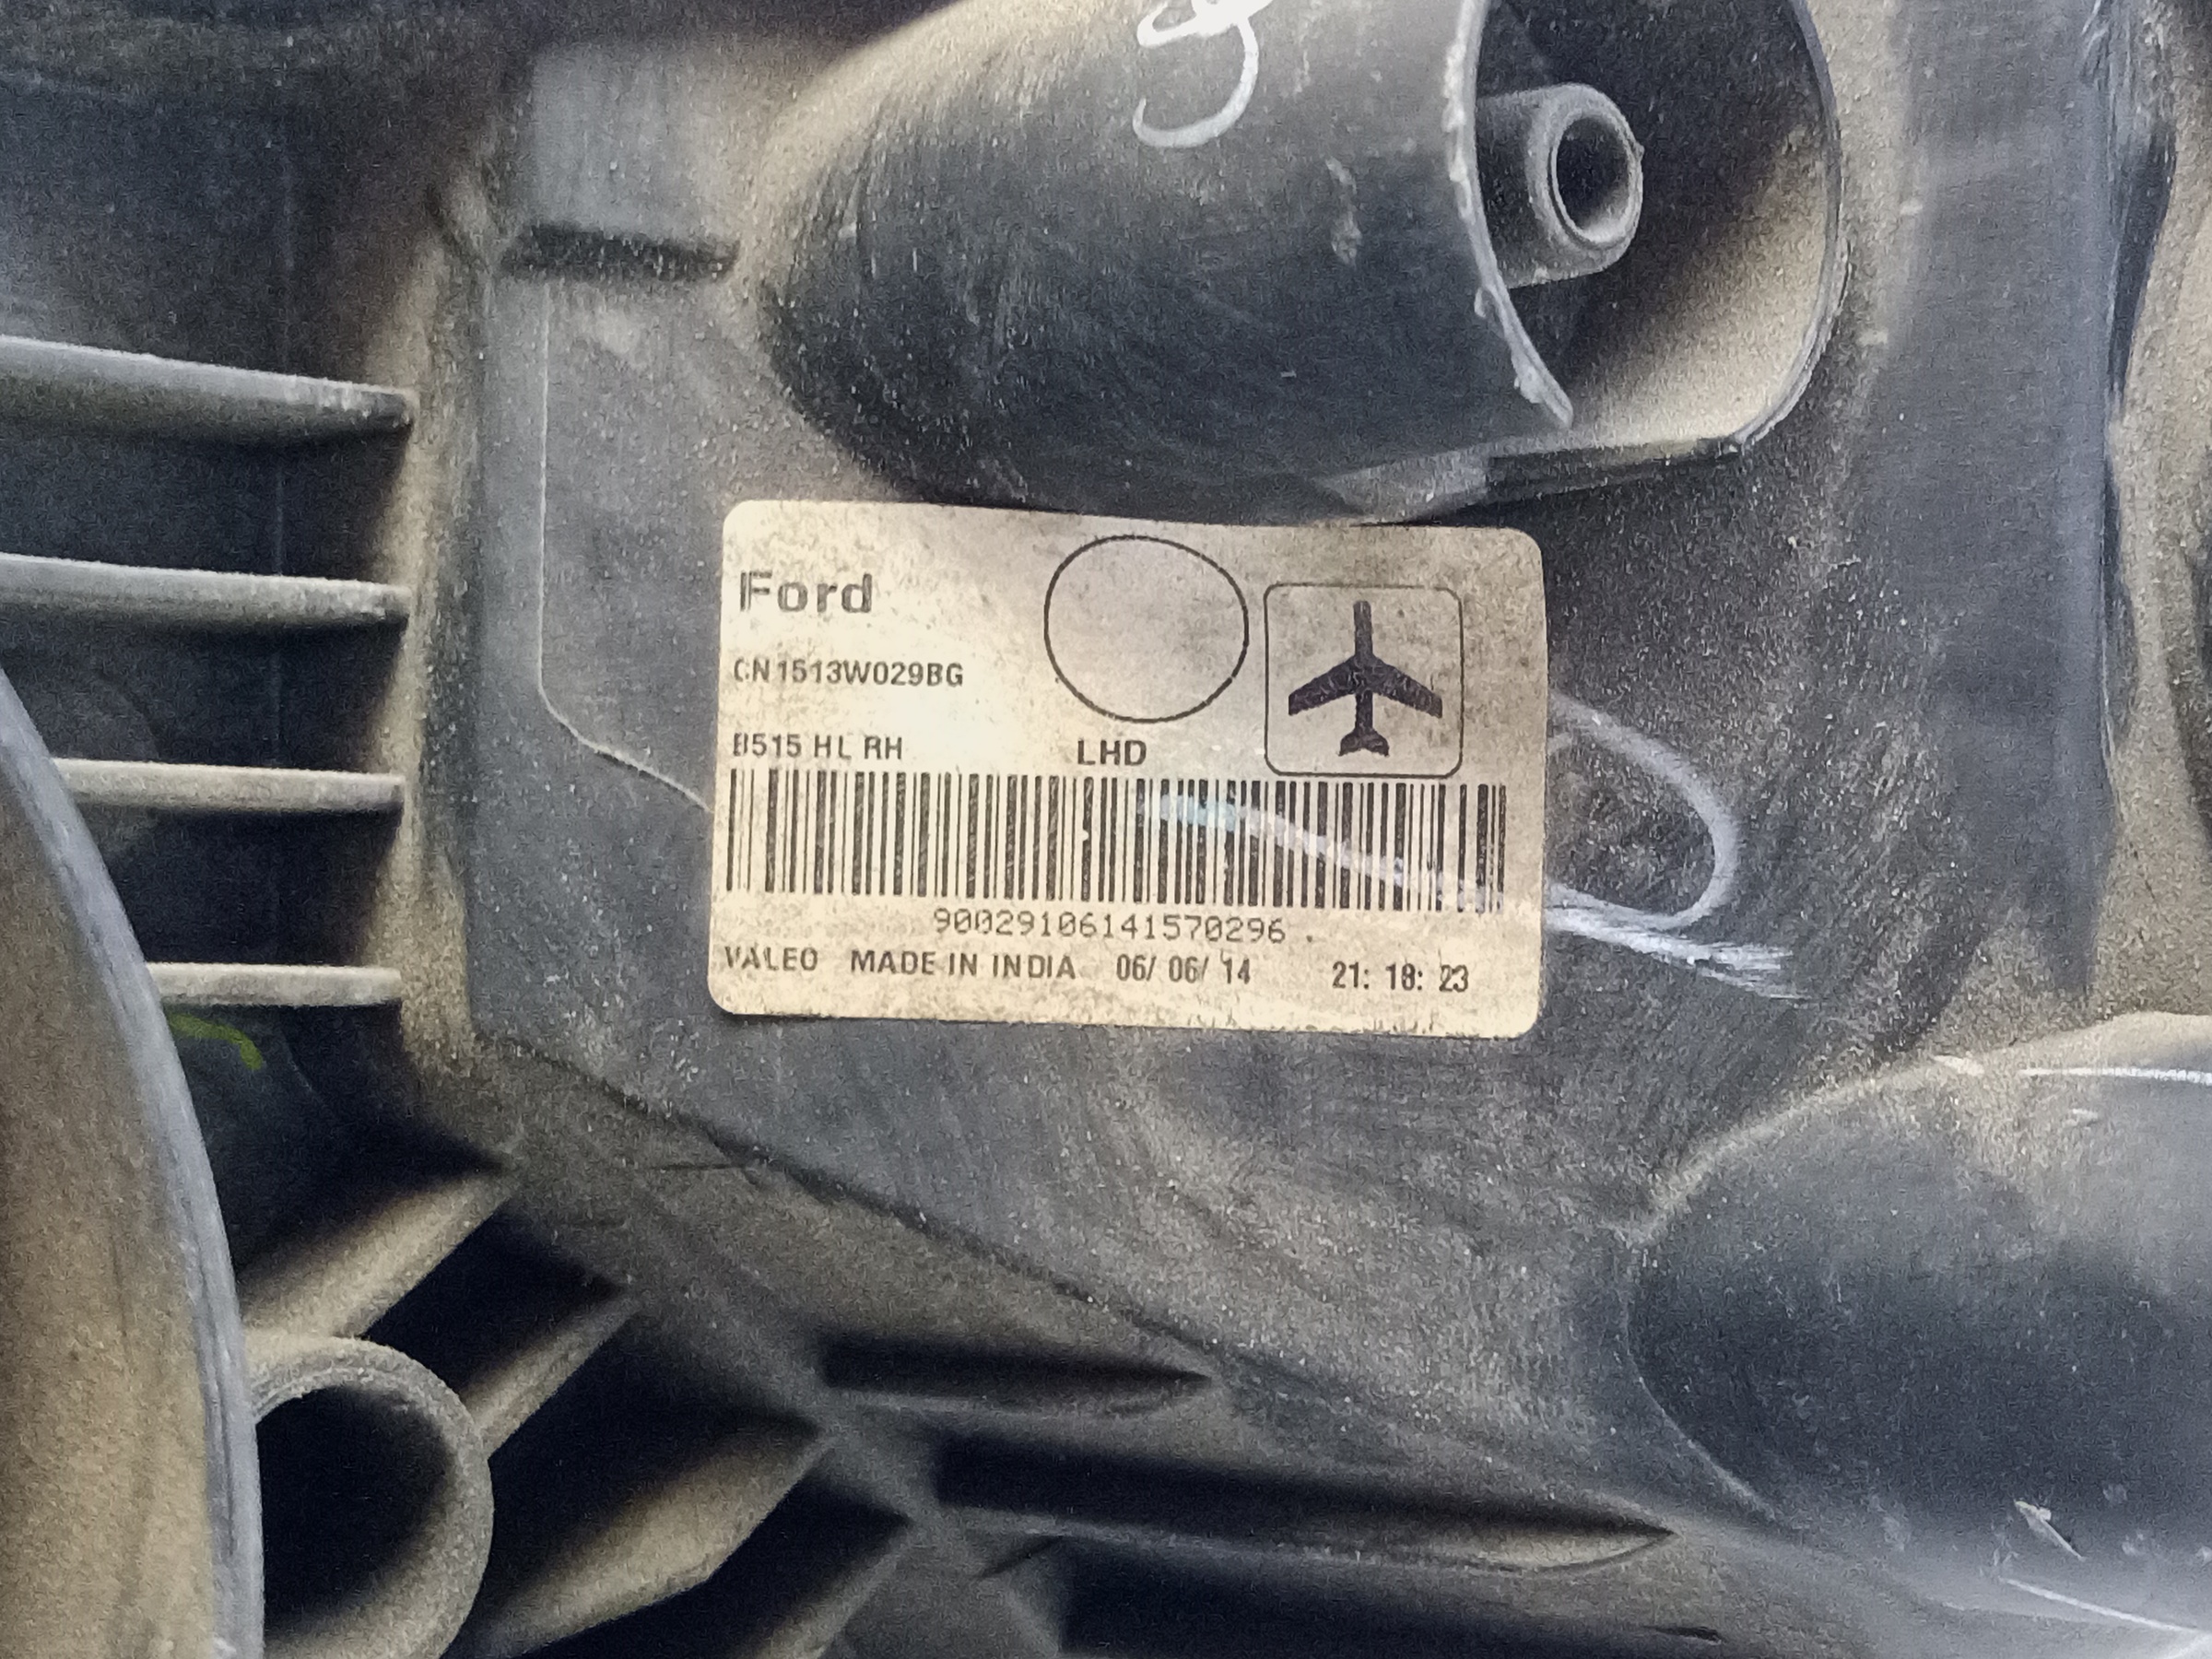 Ford
CN1513W029BG
B515 HL RH LHD
90029106141570296 .
VALEO MADE IN INDIA 06/ 06/ 14 21: 18: 23